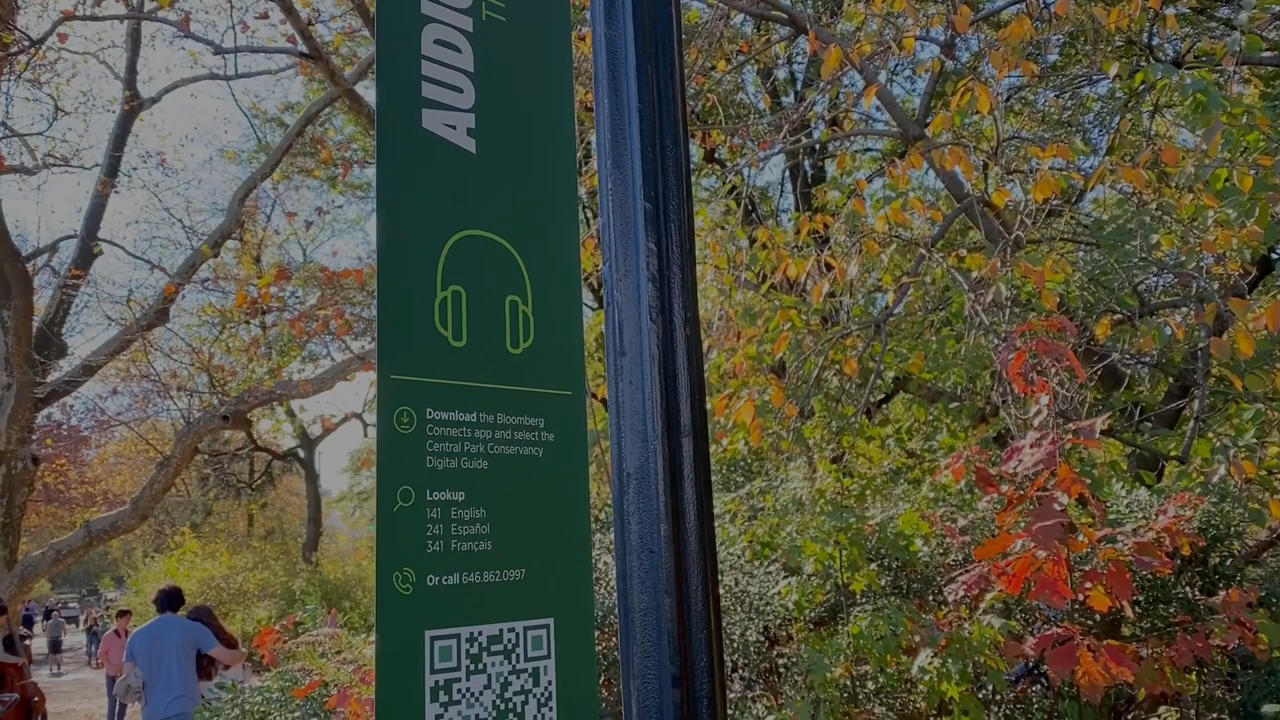 AUDIO
Download the Bloomberg
Connects app and select the
Central Park Conservancy
Digital Guide
Lookup
141 English
241 Español
341 Français
Or call 646.862.0997